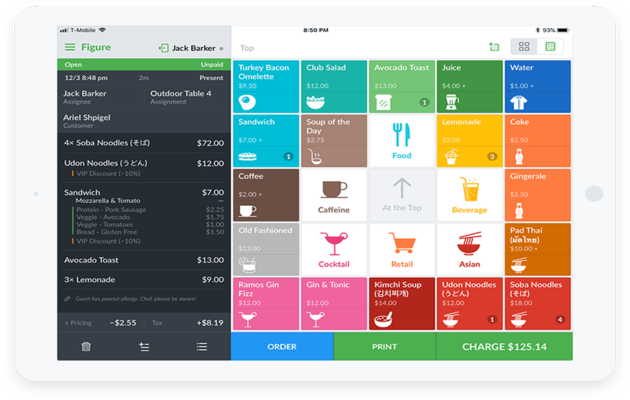 T-Mobile
8:50 PM
93%
Figure
Jack Barker
Top
Open
Unpaid
12/3 8:48 pm
2m
Present
Jack Barker
Assignee
Outdoor Table 4
Assignment
Ariel Shpigel
Customer
4× Soba Noodles (そば)
$72.00
Udon Noodles (うどん)
$12.00
VIP Discount (−10%)
Sandwich
$7.00
Mozzarella & Tomato
—
Protein - Pork Sausage
$2.25
Veggie - Avocado
$1.75
Veggie - Tomatoes
$1.00
Bread - Gluten Free
$1.50
VIP Discount (−10%)
Avocado Toast
$13.00
3× Lemonade
$9.00
Guest has peanut allergy, Chef, please be aware!
± Pricing
−$2.55
Tax
+$8.19
Turkey Bacon
Omelette
$9.50
Club Salad
$12.00
Avocado Toast
$13.00
1
Juice
$4.00 +
Water
$1.00 +
Sandwich
$7.00 +
1
Soup of the
Day
$2.75
Food
Lemonade
$3.00
3
Coke
$2.50
Coffee
$2.00 +
Caffeine
At the Top
Beverage
Gingerale
$2.50
Old Fashioned
$13.00
Cocktail
Retail
Asian
Pad Thai
(ผัดไทย)
$10.00 +
Ramos Gin
Fizz
$12.00
Gin & Tonic
$12.00
Kimchi Soup
(김치찌개)
$14.00
Udon Noodles
(うどん)
$12.00
1
Soba Noodles
(そば)
$18.00
4
ORDER
PRINT
CHARGE $125.14